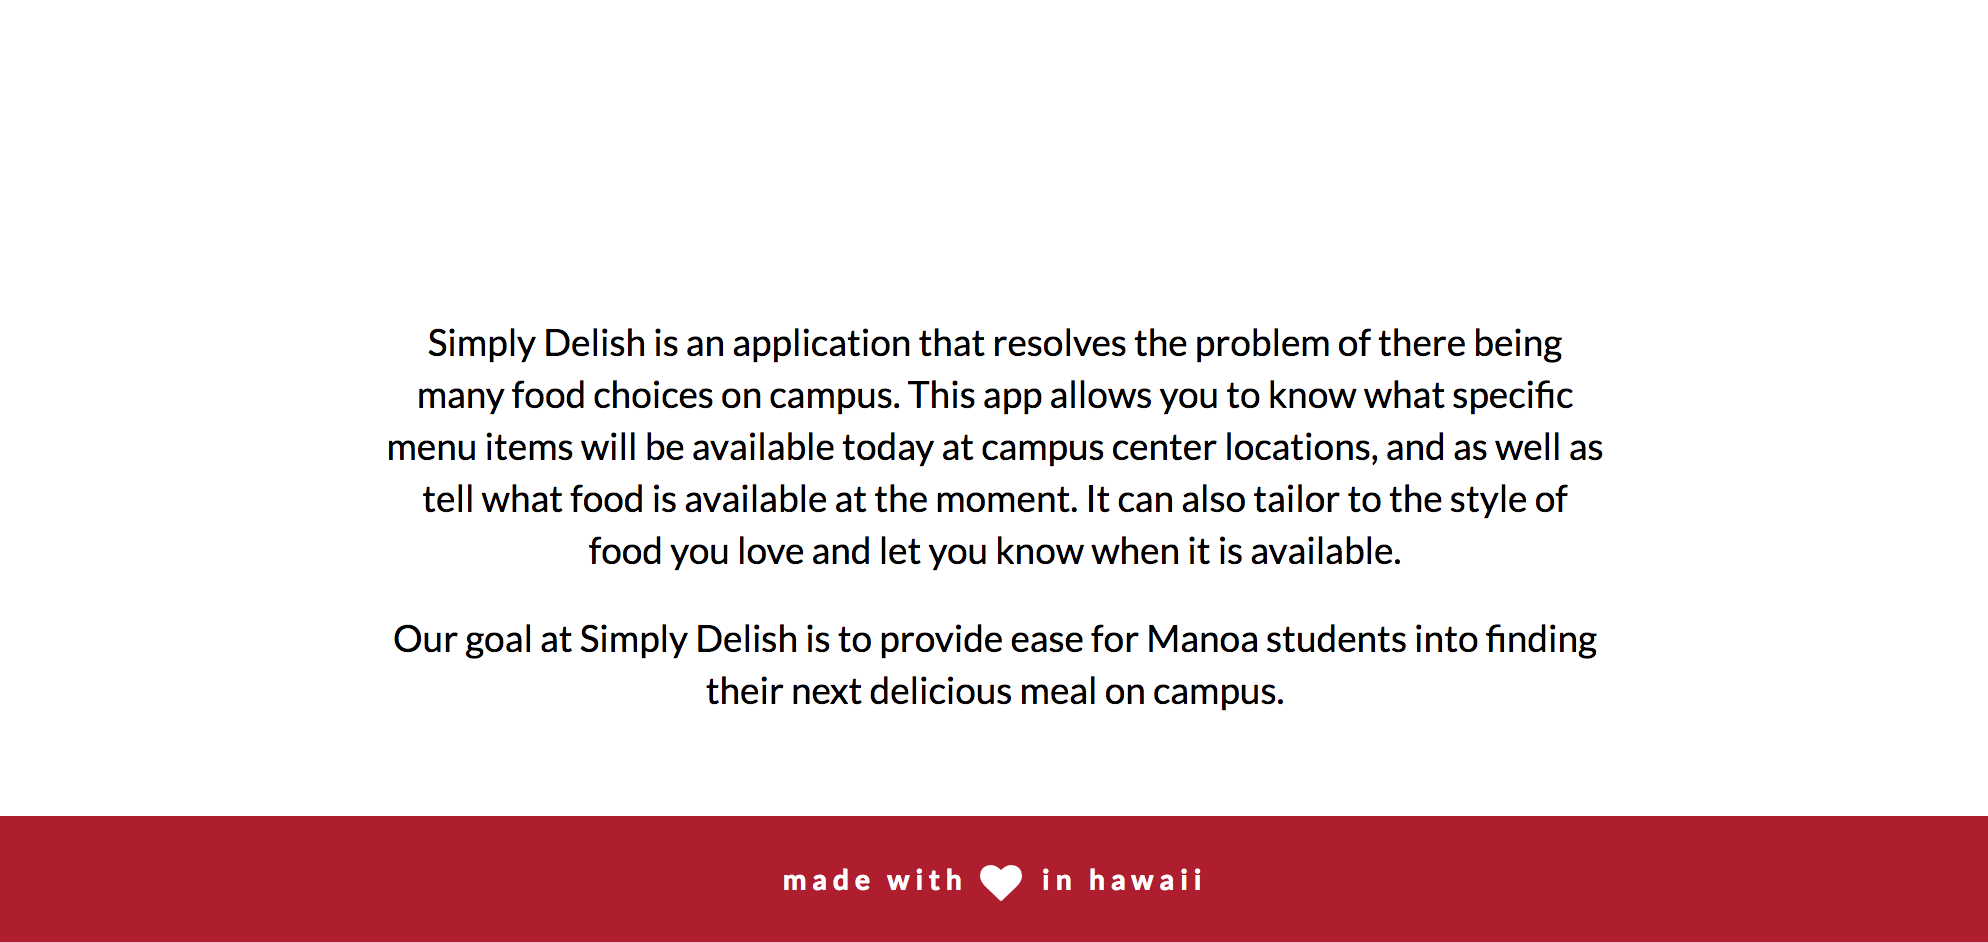 Simply Delish is an application that resolves the problem of there being
many food choices on campus. This app allows you to know what specific
menu items will be available today at campus center locations, and as well as
tell what food is available at the moment. It can also tailor to the style of
food you love and let you know when it is available.
Our goal at Simply Delish is to provide ease for Manoa students into finding
their next delicious meal on campus.
made with in hawaii